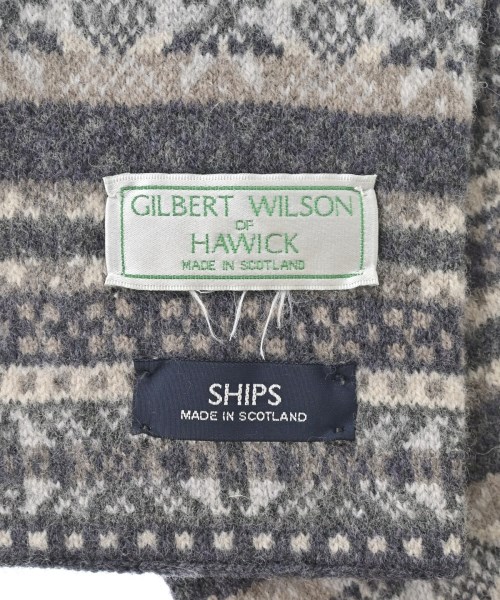 GILBERT WILSON
OF
HAWICK
MADE IN SCOTLAND
SHIPS
MADE IN SCOTLAND